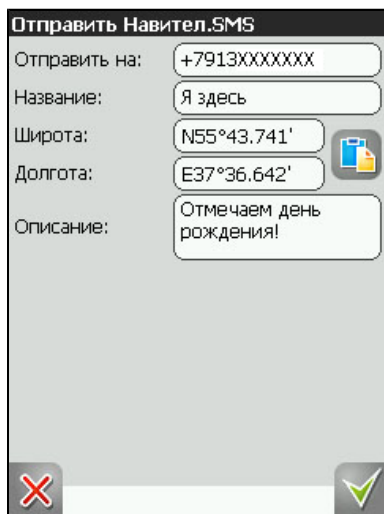 Отправить Навител.SMS
Отправить на: +7913XXXXXXX
Название: Я здесь
Широта: N55°43.741'
Долгота: E37°36.642'
Описание: Отмечаем день
рождения!